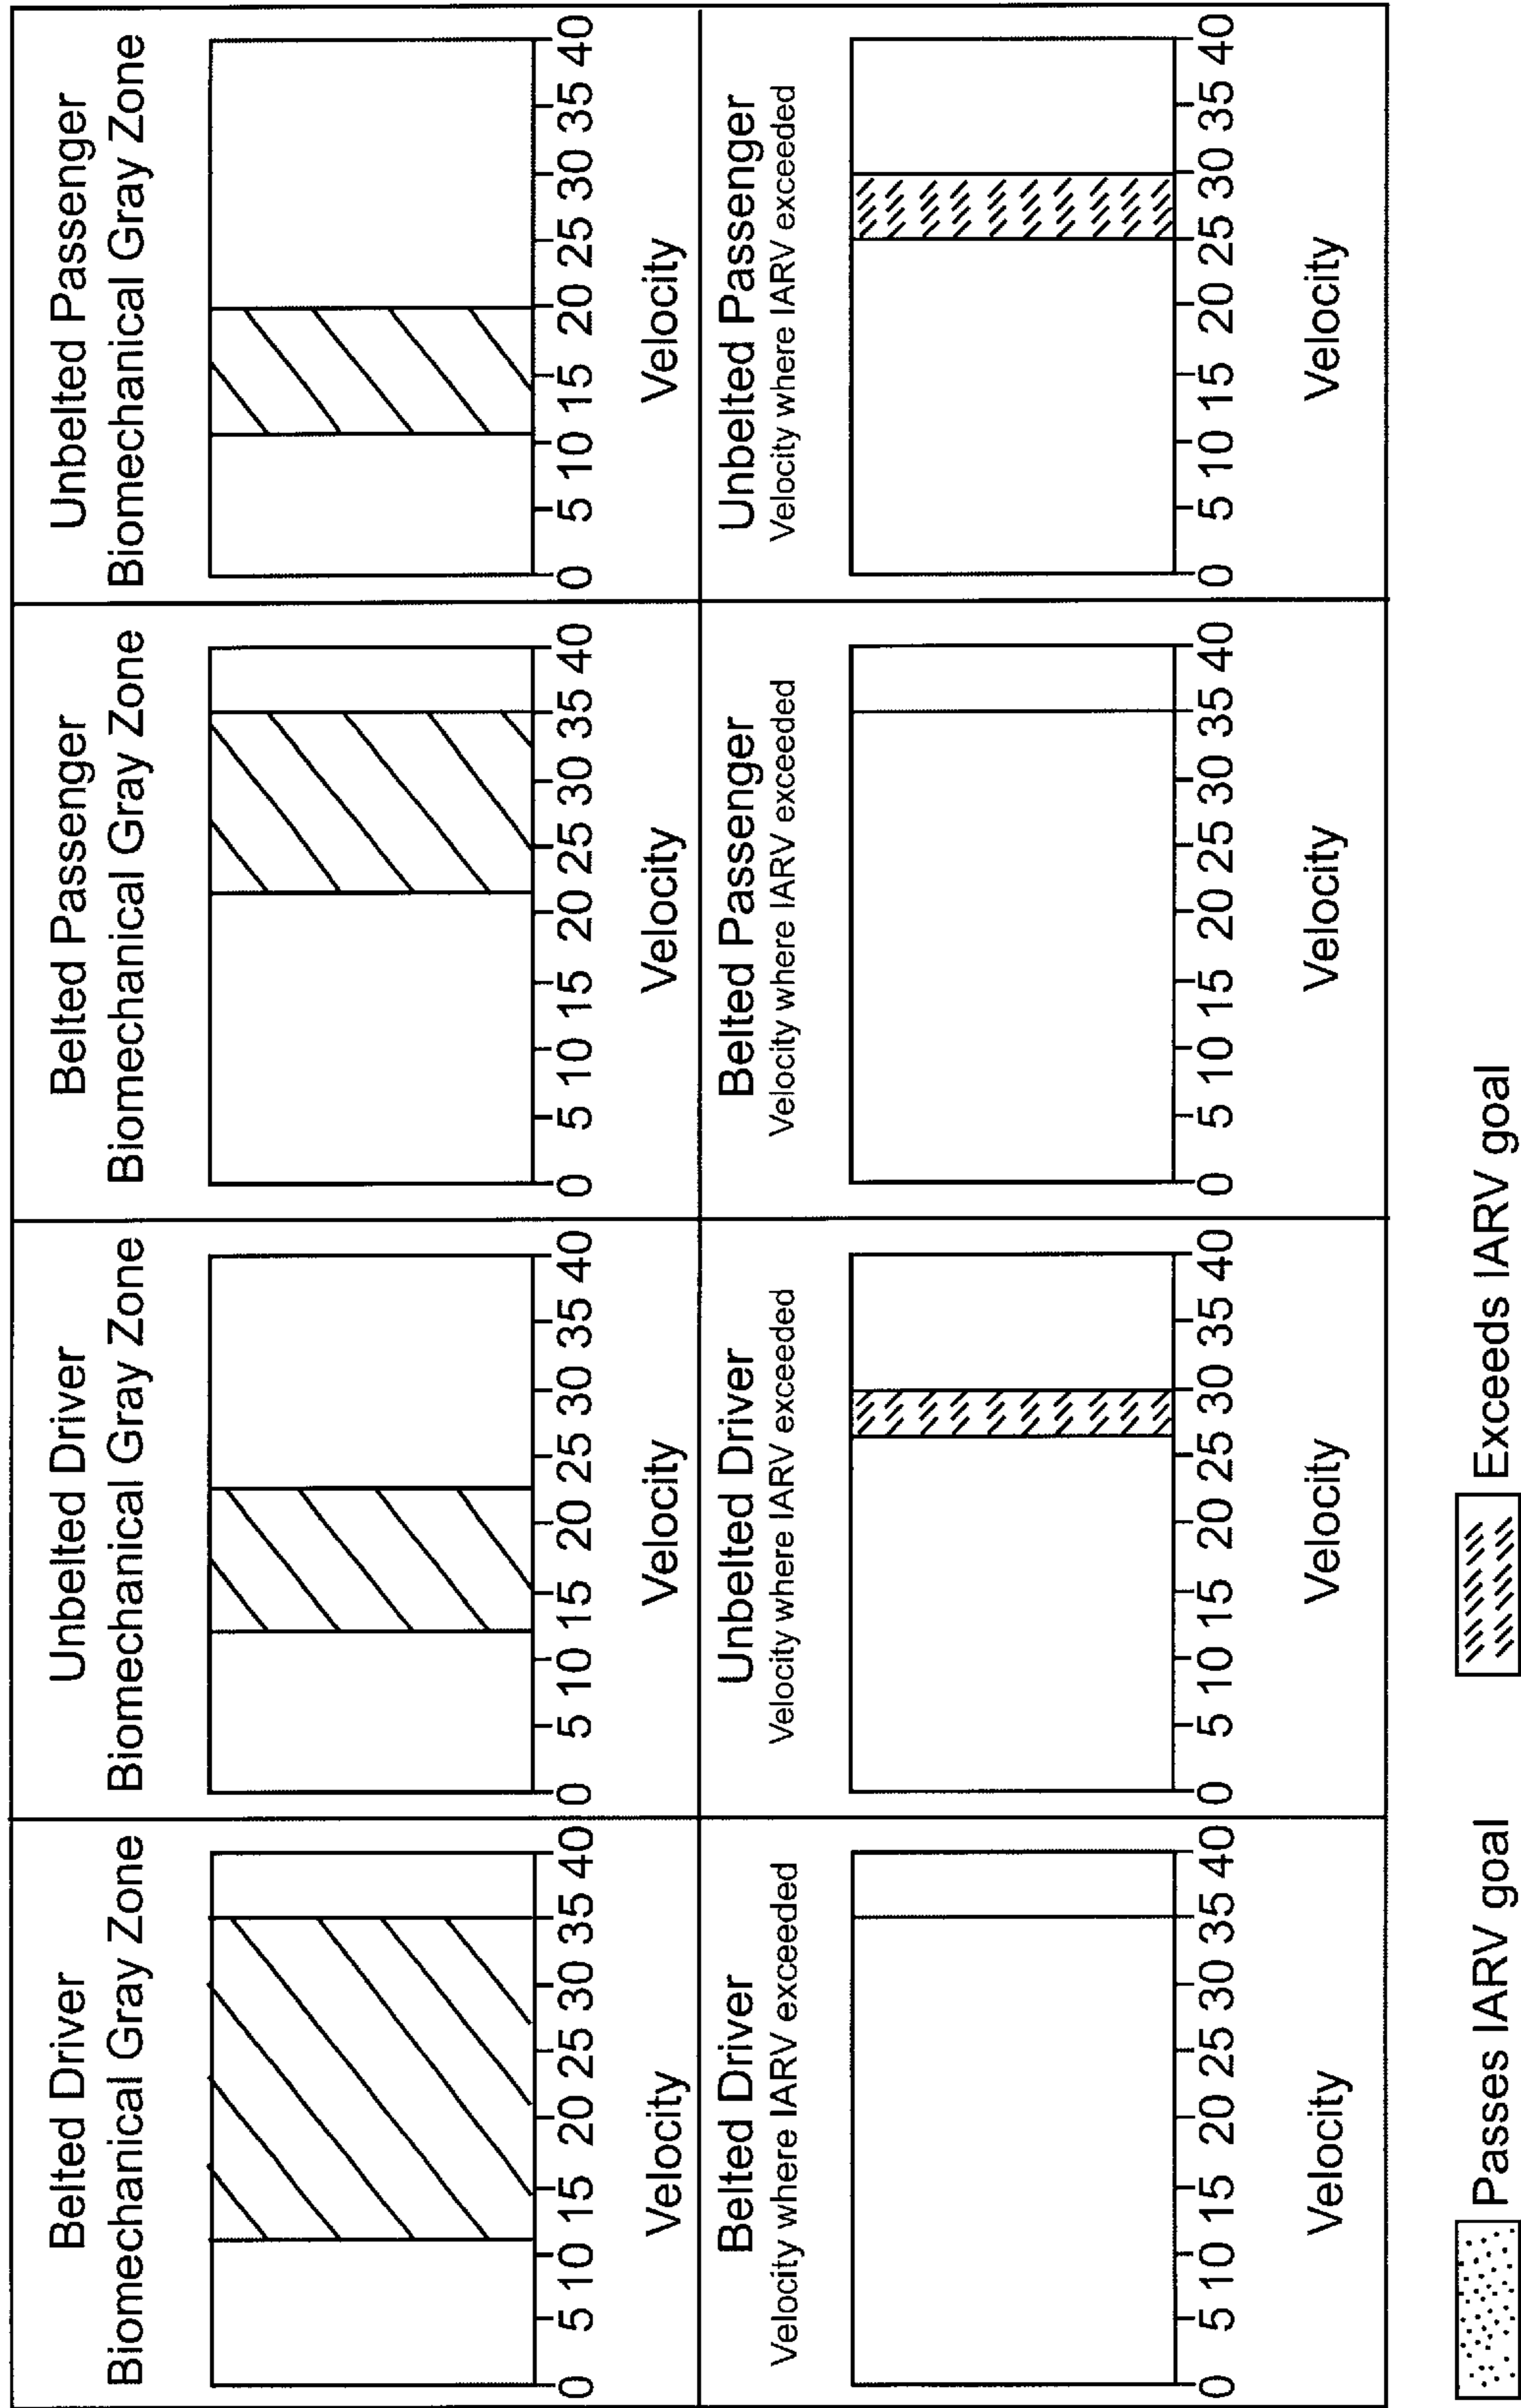 Belted Driver
Biomechanical Gray Zone
0 5 10 15 20 25 30 35 40
Velocity
Unbelted Driver
Biomechanical Gray Zone
0 5 10 15 20 25 30 35 40
Velocity
Belted Passenger
Biomechanical Gray Zone
0 5 10 15 20 25 30 35 40
Velocity
Unbelted Passenger
Biomechanical Gray Zone
0 5 10 15 20 25 30 35 40
Velocity
Belted Driver
Velocity where IARV exceeded
0 5 10 15 20 25 30 35 40
Velocity
Unbelted Driver
Velocity where IARV exceeded
0 5 10 15 20 25 30 35 40
Velocity
Belted Passenger
Velocity where IARV exceeded
0 5 10 15 20 25 30 35 40
Velocity
Unbelted Passenger
Velocity where IARV exceeded
0 5 10 15 20 25 30 35 40
Velocity
Passes IARV goal
Exceeds IARV goal